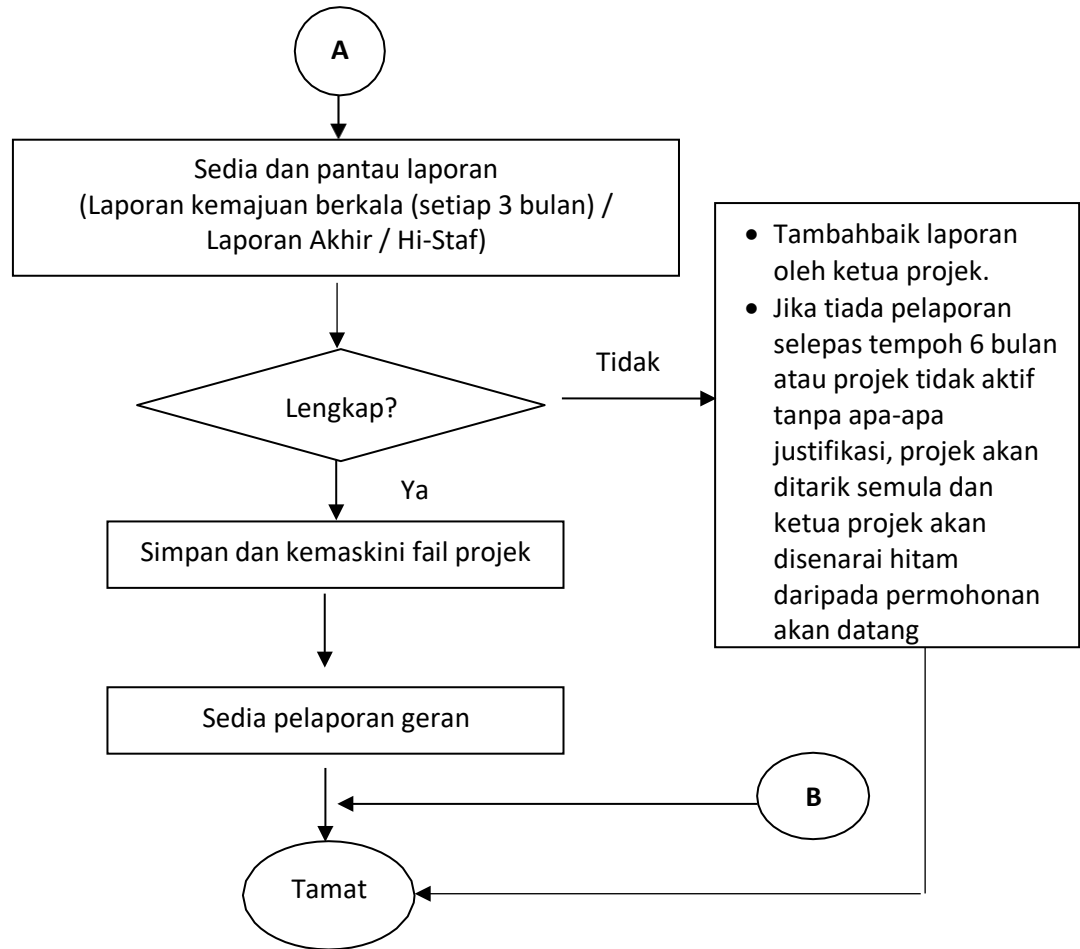 A
Sedia dan pantau laporan
(Laporan kemajuan berkala (setiap 3 bulan) /
Laporan Akhir / Hi-Staf)
Lengkap?
Tidak
• Tambahbaik laporan
oleh ketua projek.
• Jika tiada pelaporan
selepas tempoh 6 bulan
atau projek tidak aktif
tanpa apa-apa
justifikasi, projek akan
ditarik semula dan
ketua projek akan
disenarai hitam
daripada permohonan
akan datang
Ya
Simpan dan kemaskini fail projek
Sedia pelaporan geran
B
Tamat